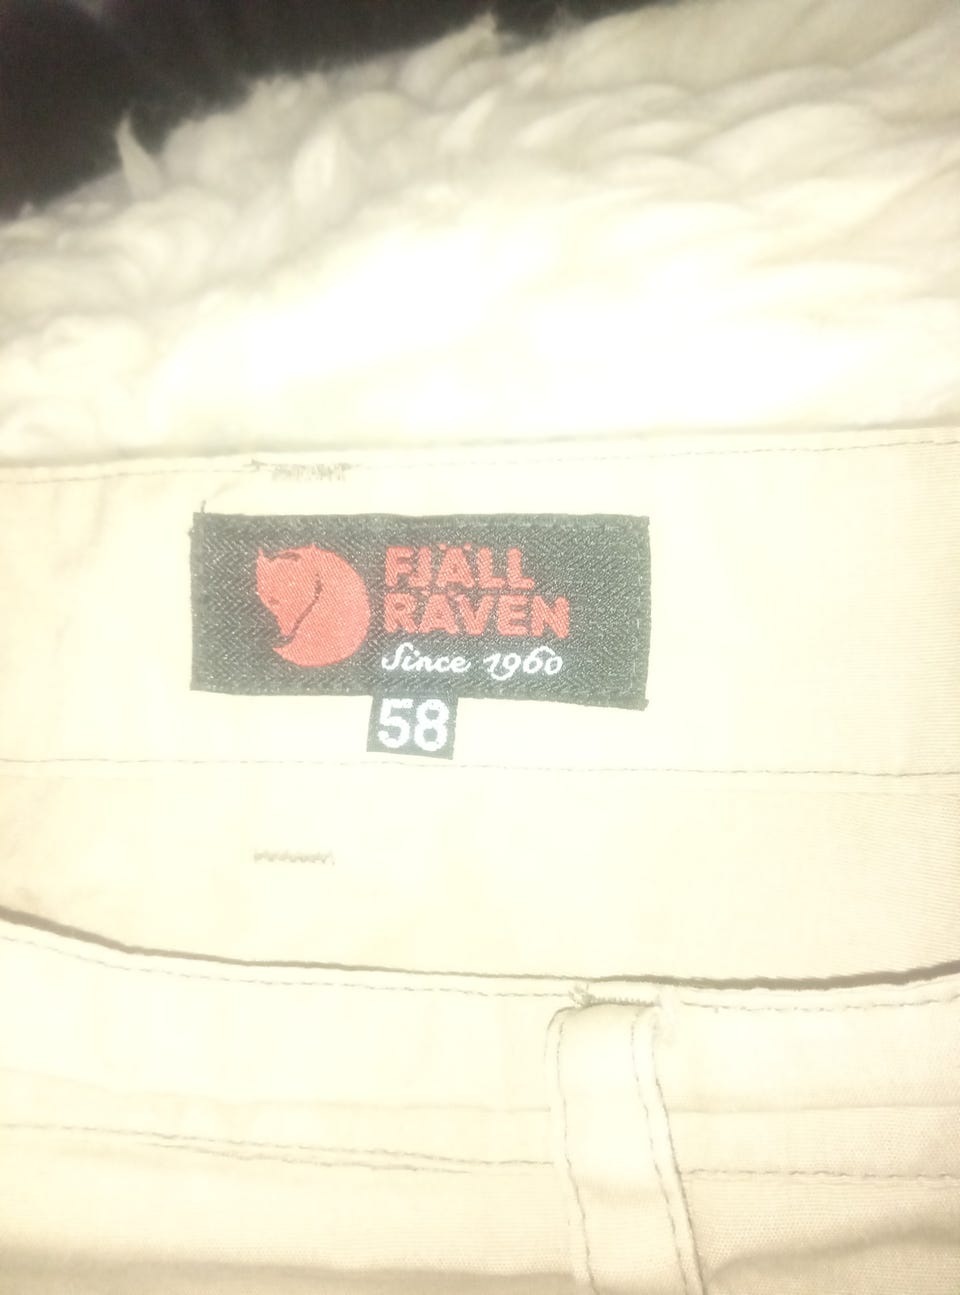 FJÄLL
RÄVEN
Since 1960
58